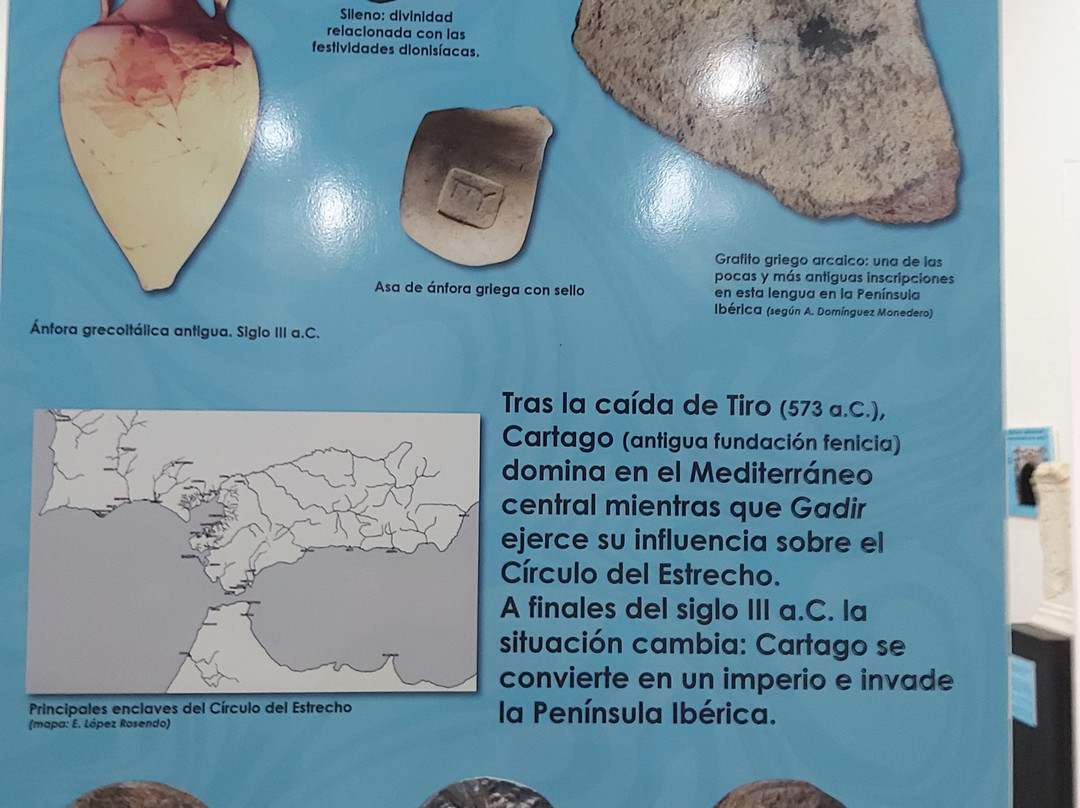 Sileno: divinidad
relacionada con las
festividades dionisíacas.
Asa de ánfora griega con sello
Grafito griego arcaico: una de las
pocas y más antiguas inscripciones
en esta lengua en la Península
Ibérica (según A. Domínguez Monedero)
Ánfora grecoitálica antigua. Siglo III a.C.
Tras la caída de Tiro (573 a.C.),
Cartago (antigua fundación fenicia)
domina en el Mediterráneo
central mientras que Gadir
ejerce su influencia sobre el
Círculo del Estrecho.
A finales del siglo III a.C. la
situación cambia: Cartago se
convierte en un imperio e invade
la Península Ibérica.
Principales enclaves del Círculo del Estrecho
(mapa: E. López Rosendo)